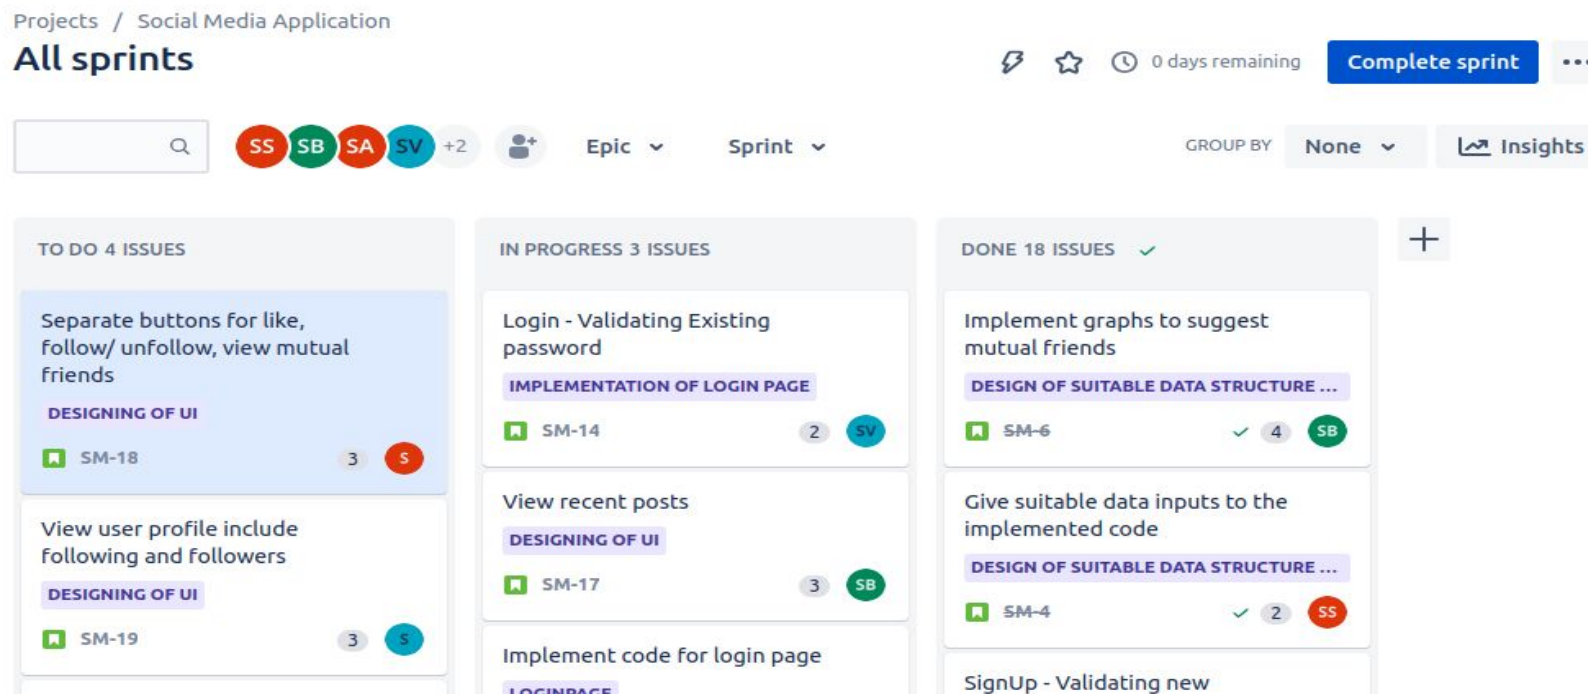 Projects / Social Media Application
All sprints
0 days remaining
Complete sprint
SS SB SA SV +2
Epic
Sprint
GROUP BY None
Insights
TO DO 4 ISSUES
Separate buttons for like,
follow/ unfollow, view mutual
friends
DESIGNING OF UI
SM-18 3 S
View user profile include
following and followers
DESIGNING OF UI
SM-19 3 S
IN PROGRESS 3 ISSUES
Login - Validating Existing
password
IMPLEMENTATION OF LOGIN PAGE
SM-14 2 SV
View recent posts
DESIGNING OF UI
SM-17 3 SB
Implement code for login page
LOGINPAGE
DONE 18 ISSUES
Implement graphs to suggest
mutual friends
DESIGN OF SUITABLE DATA STRUCTURE ...
SM-6 4 SB
Give suitable data inputs to the
implemented code
DESIGN OF SUITABLE DATA STRUCTURE ...
SM-4 2 SS
SignUp - Validating new